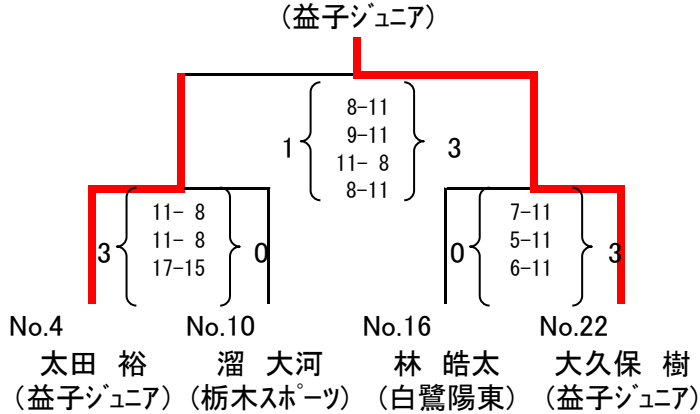 (益子ジュニア)
8-11
9-11
1 3
11- 8
8-11
11- 8 7-11
11- 8 5-11
3 0 0 3
17-15 6-11
No.4 No.10 No.16 No.22
太田 裕 溜 大河 林 皓太 大久保 樹
(益子ジュニア) (栃木スポーツ) (白鷺陽東) (益子ジュニア)